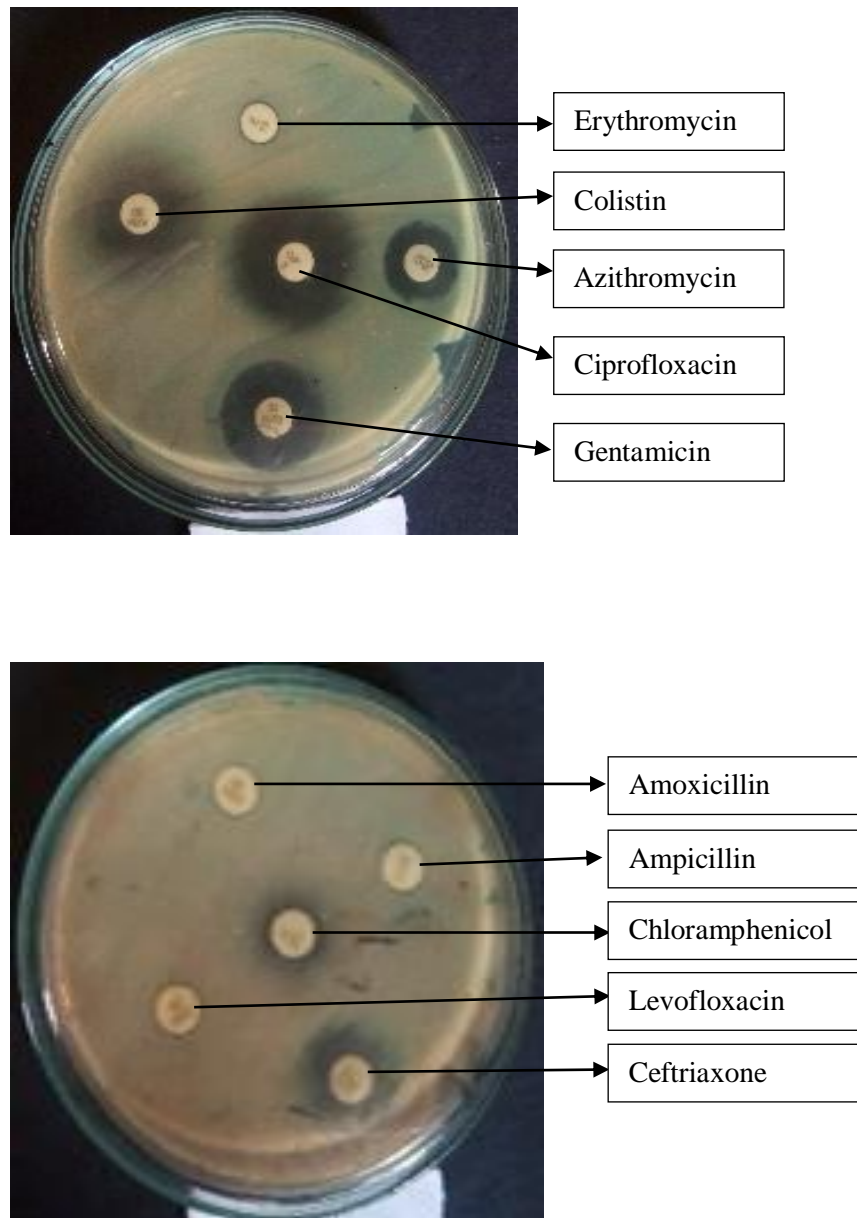 Erythromycin
Colistin
Azithromycin
Ciprofloxacin
Gentamicin
Amoxicillin
Ampicillin
Chloramphenicol
Levofloxacin
Ceftriaxone